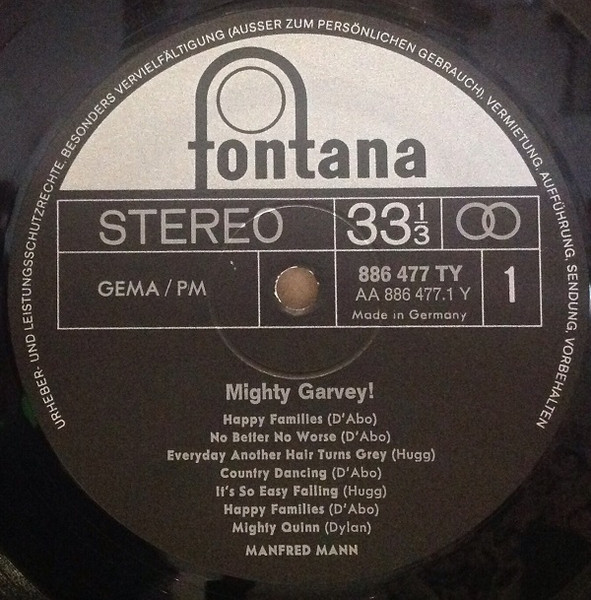 URHEBER- UND LEISTUNGSSCHUTZRECHTE, BESONDERS VERVIELFÄLTIGUNG (AUSSER ZUM PERSÖNLICHEN GEBRAUCH), VERMIETUNG, AUFFÜHRUNG, SENDUNG, VORBEHALTEN
fontana
STEREO 33 1/3
GEMA / PM
886 477 TY
AA 886 477.1 Y
Made in Germany
1
Mighty Garvey!
Happy Families (D'Abo)
No Better No Worse (D'Abo)
Everyday Another Hair Turns Grey (Hugg)
Country Dancing (D'Abo)
It's So Easy Falling (Hugg)
Happy Families (D'Abo)
Mighty Quinn (Dylan)
MANFRED MANN